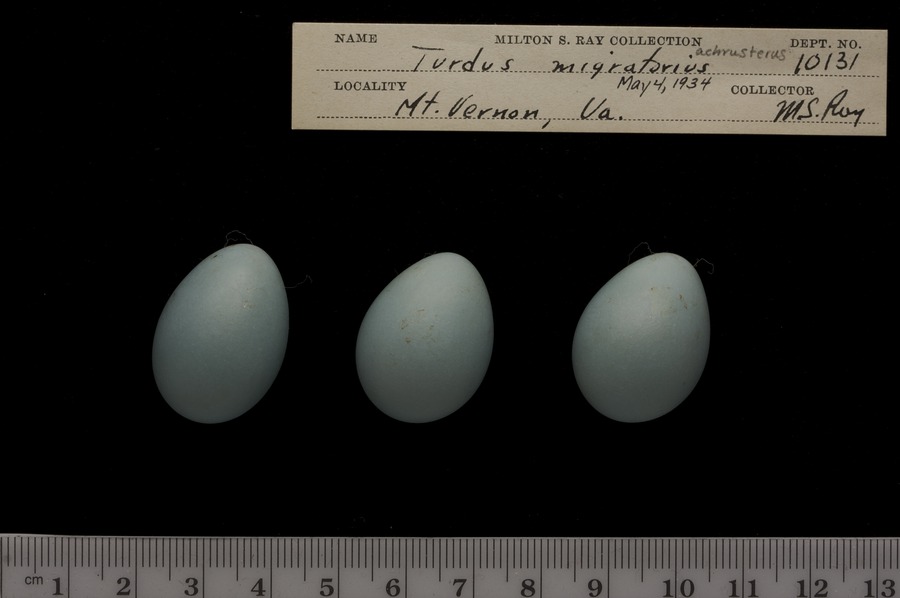 NAME MILTON S. RAY COLLECTION DEPT. NO.
Turdus migratorius achrusterus 10131
LOCALITY May 4, 1934 COLLECTOR
Mt. Vernon, Va. M.S. Ray
cm 1 2 3 4 5 6 7 8 9 10 11 12 13